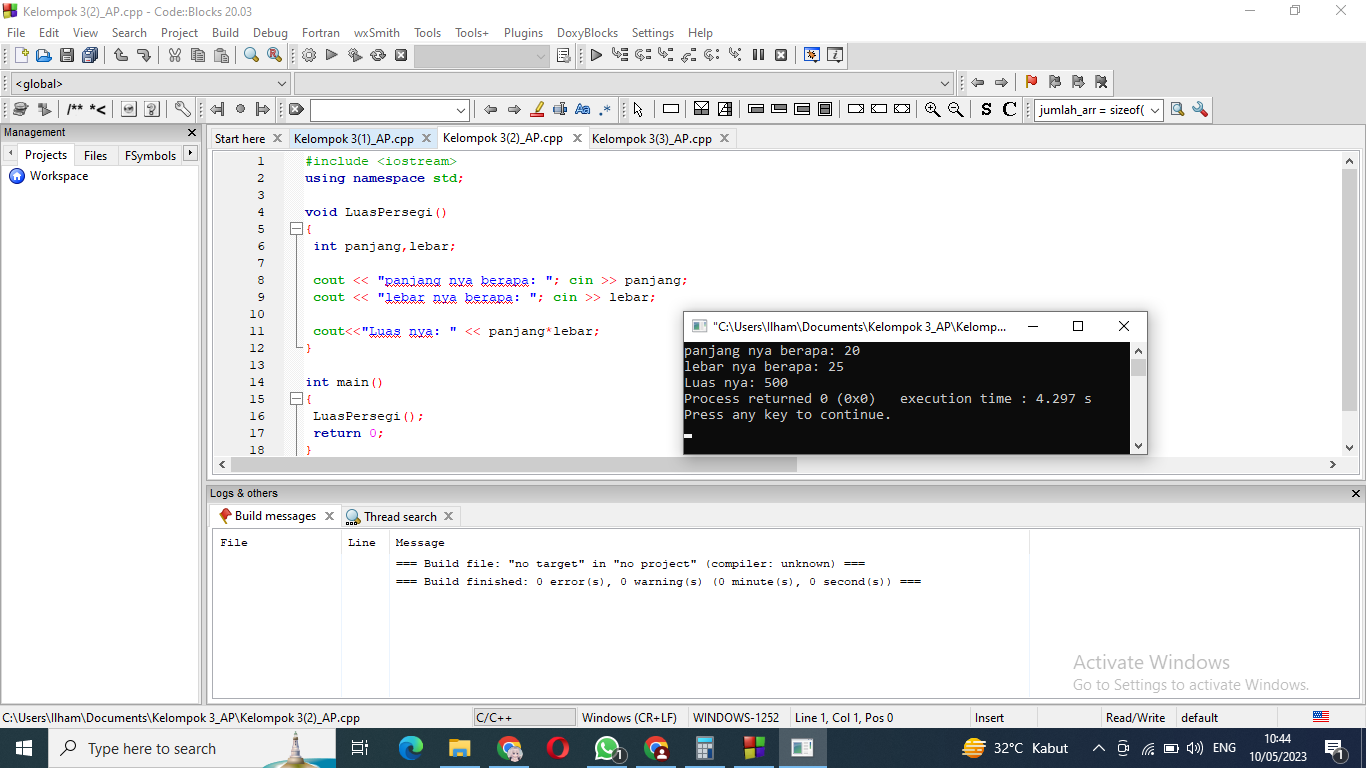 Kelompok 3(2)_AP.cpp - Code::Blocks 20.03
File Edit View Search Project Build Debug Fortran wxSmith Tools Tools+ Plugins DoxyBlocks Settings Help
<global>
/** *< Aa .* S C jumlah_arr = sizeof(
Management
Projects Files FSymbols
Workspace
Start here Kelompok 3(1)_AP.cpp Kelompok 3(2)_AP.cpp Kelompok 3(3)_AP.cpp
1 #include <iostream>
2 using namespace std;
3
4 void LuasPersegi()
5 {
6 int panjang,lebar;
7
8 cout << "panjang nya berapa: "; cin >> panjang;
9 cout << "lebar nya berapa: "; cin >> lebar;
10
11 cout<<"Luas nya: " << panjang*lebar;
12 }
13
14 int main()
15 {
16 LuasPersegi();
17 return 0;
18 }
"C:\Users\Ilham\Documents\Kelompok 3_AP\Kelomp...
panjang nya berapa: 20
lebar nya berapa: 25
Luas nya: 500
Process returned 0 (0x0) execution time : 4.297 s
Press any key to continue.
Logs & others
Build messages Thread search
File Line Message
=== Build file: "no target" in "no project" (compiler: unknown) ===
=== Build finished: 0 error(s), 0 warning(s) (0 minute(s), 0 second(s)) ===
Activate Windows
Go to Settings to activate Windows.
C:\Users\Ilham\Documents\Kelompok 3_AP\Kelompok 3(2)_AP.cpp C/C++ Windows (CR+LF) WINDOWS-1252 Line 1, Col 1, Pos 0 Insert Read/Write default
Type here to search
1
32°C Kabut ENG
10:44
10/05/2023
1